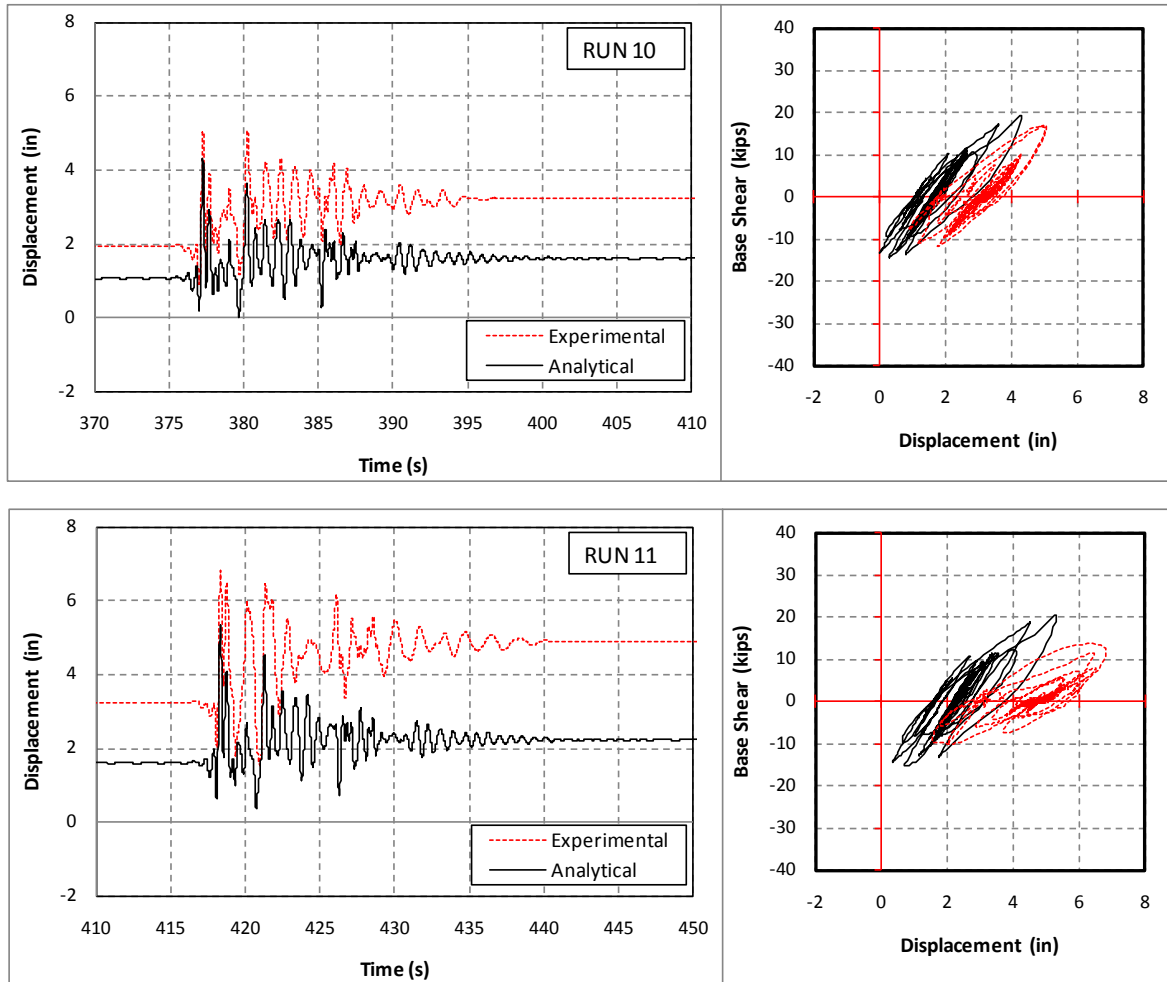 RUN 10
Displacement (in)
8
6
4
2
0
-2
Experimental
Analytical
370 375 380 385 390 395 400 405 410
Time (s)
Base Shear (kips)
40
30
20
10
0
-10
-20
-30
-40
-2 0 2 4 6 8
Displacement (in)
RUN 11
Displacement (in)
8
6
4
2
0
-2
Experimental
Analytical
410 415 420 425 430 435 440 445 450
Time (s)
Base Shear (kips)
40
30
20
10
0
-10
-20
-30
-40
-2 0 2 4 6 8
Displacement (in)